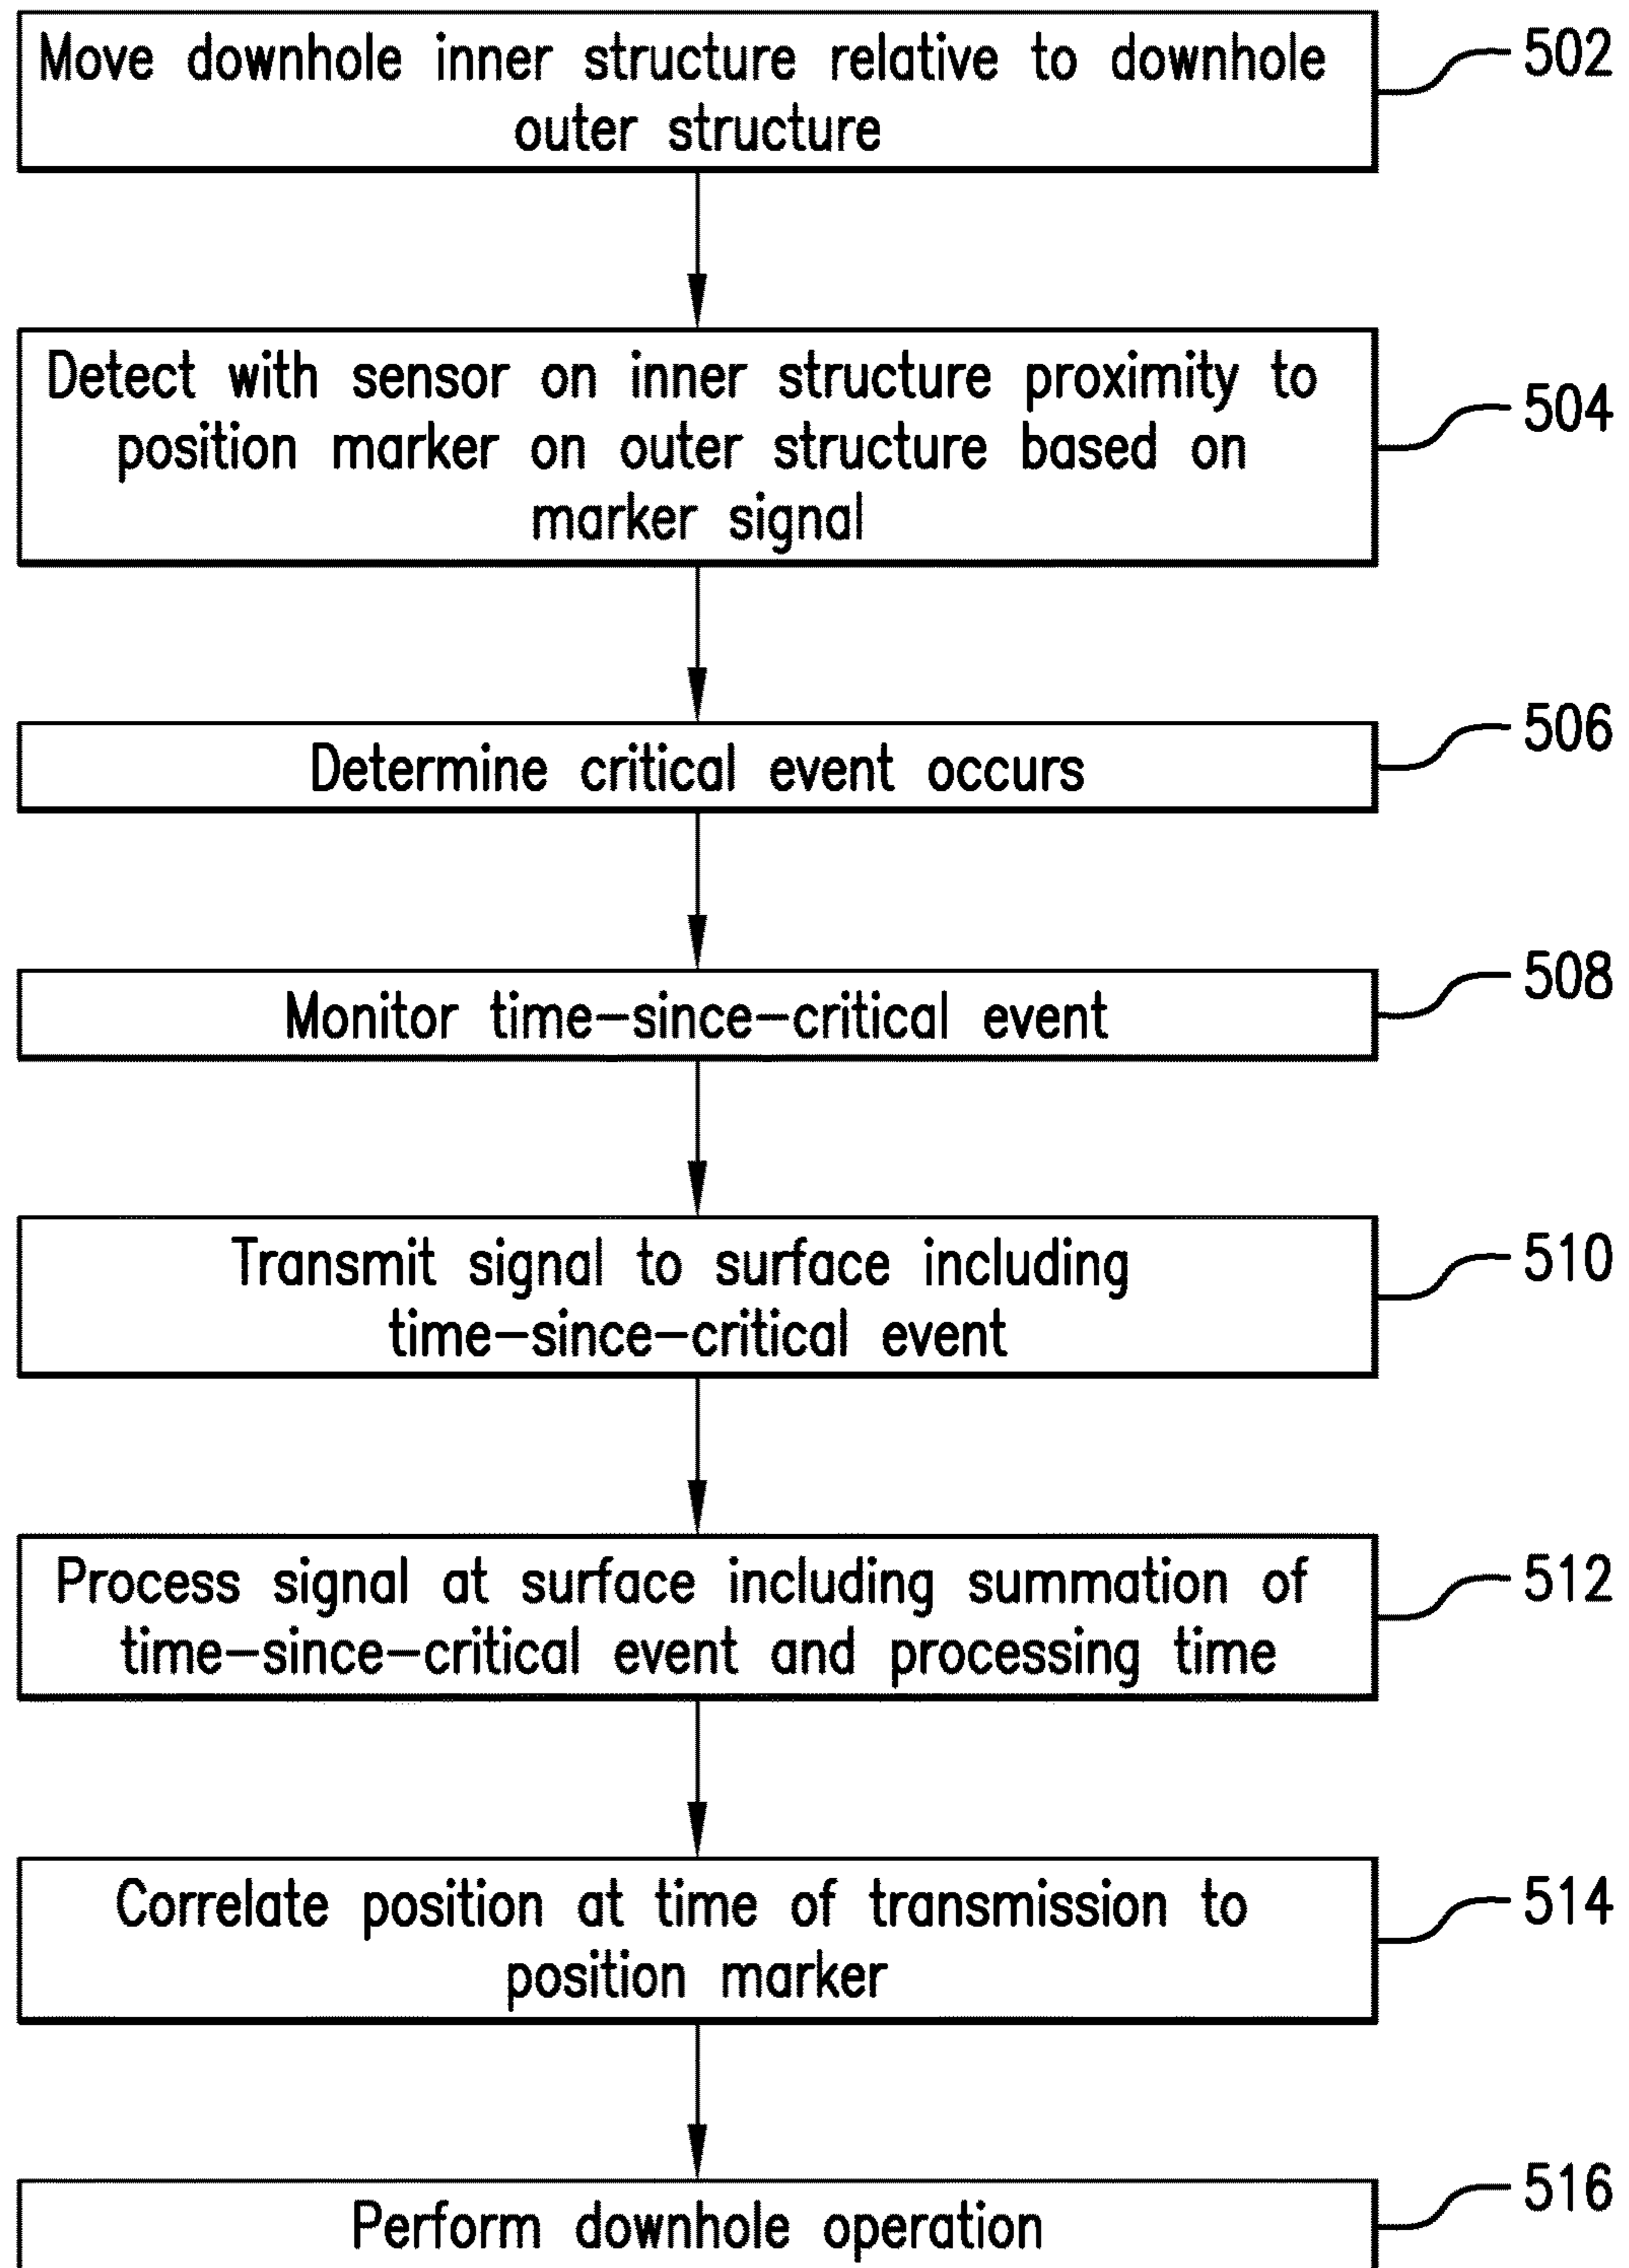 Move downhole inner structure relative to downhole
outer structure
502
Detect with sensor on inner structure proximity to
position marker on outer structure based on
marker signal
504
Determine critical event occurs
506
Monitor time-since-critical event
508
Transmit signal to surface including
time-since-critical event
510
Process signal at surface including summation of
time-since-critical event and processing time
512
Correlate position at time of transmission to
position marker
514
Perform downhole operation
516